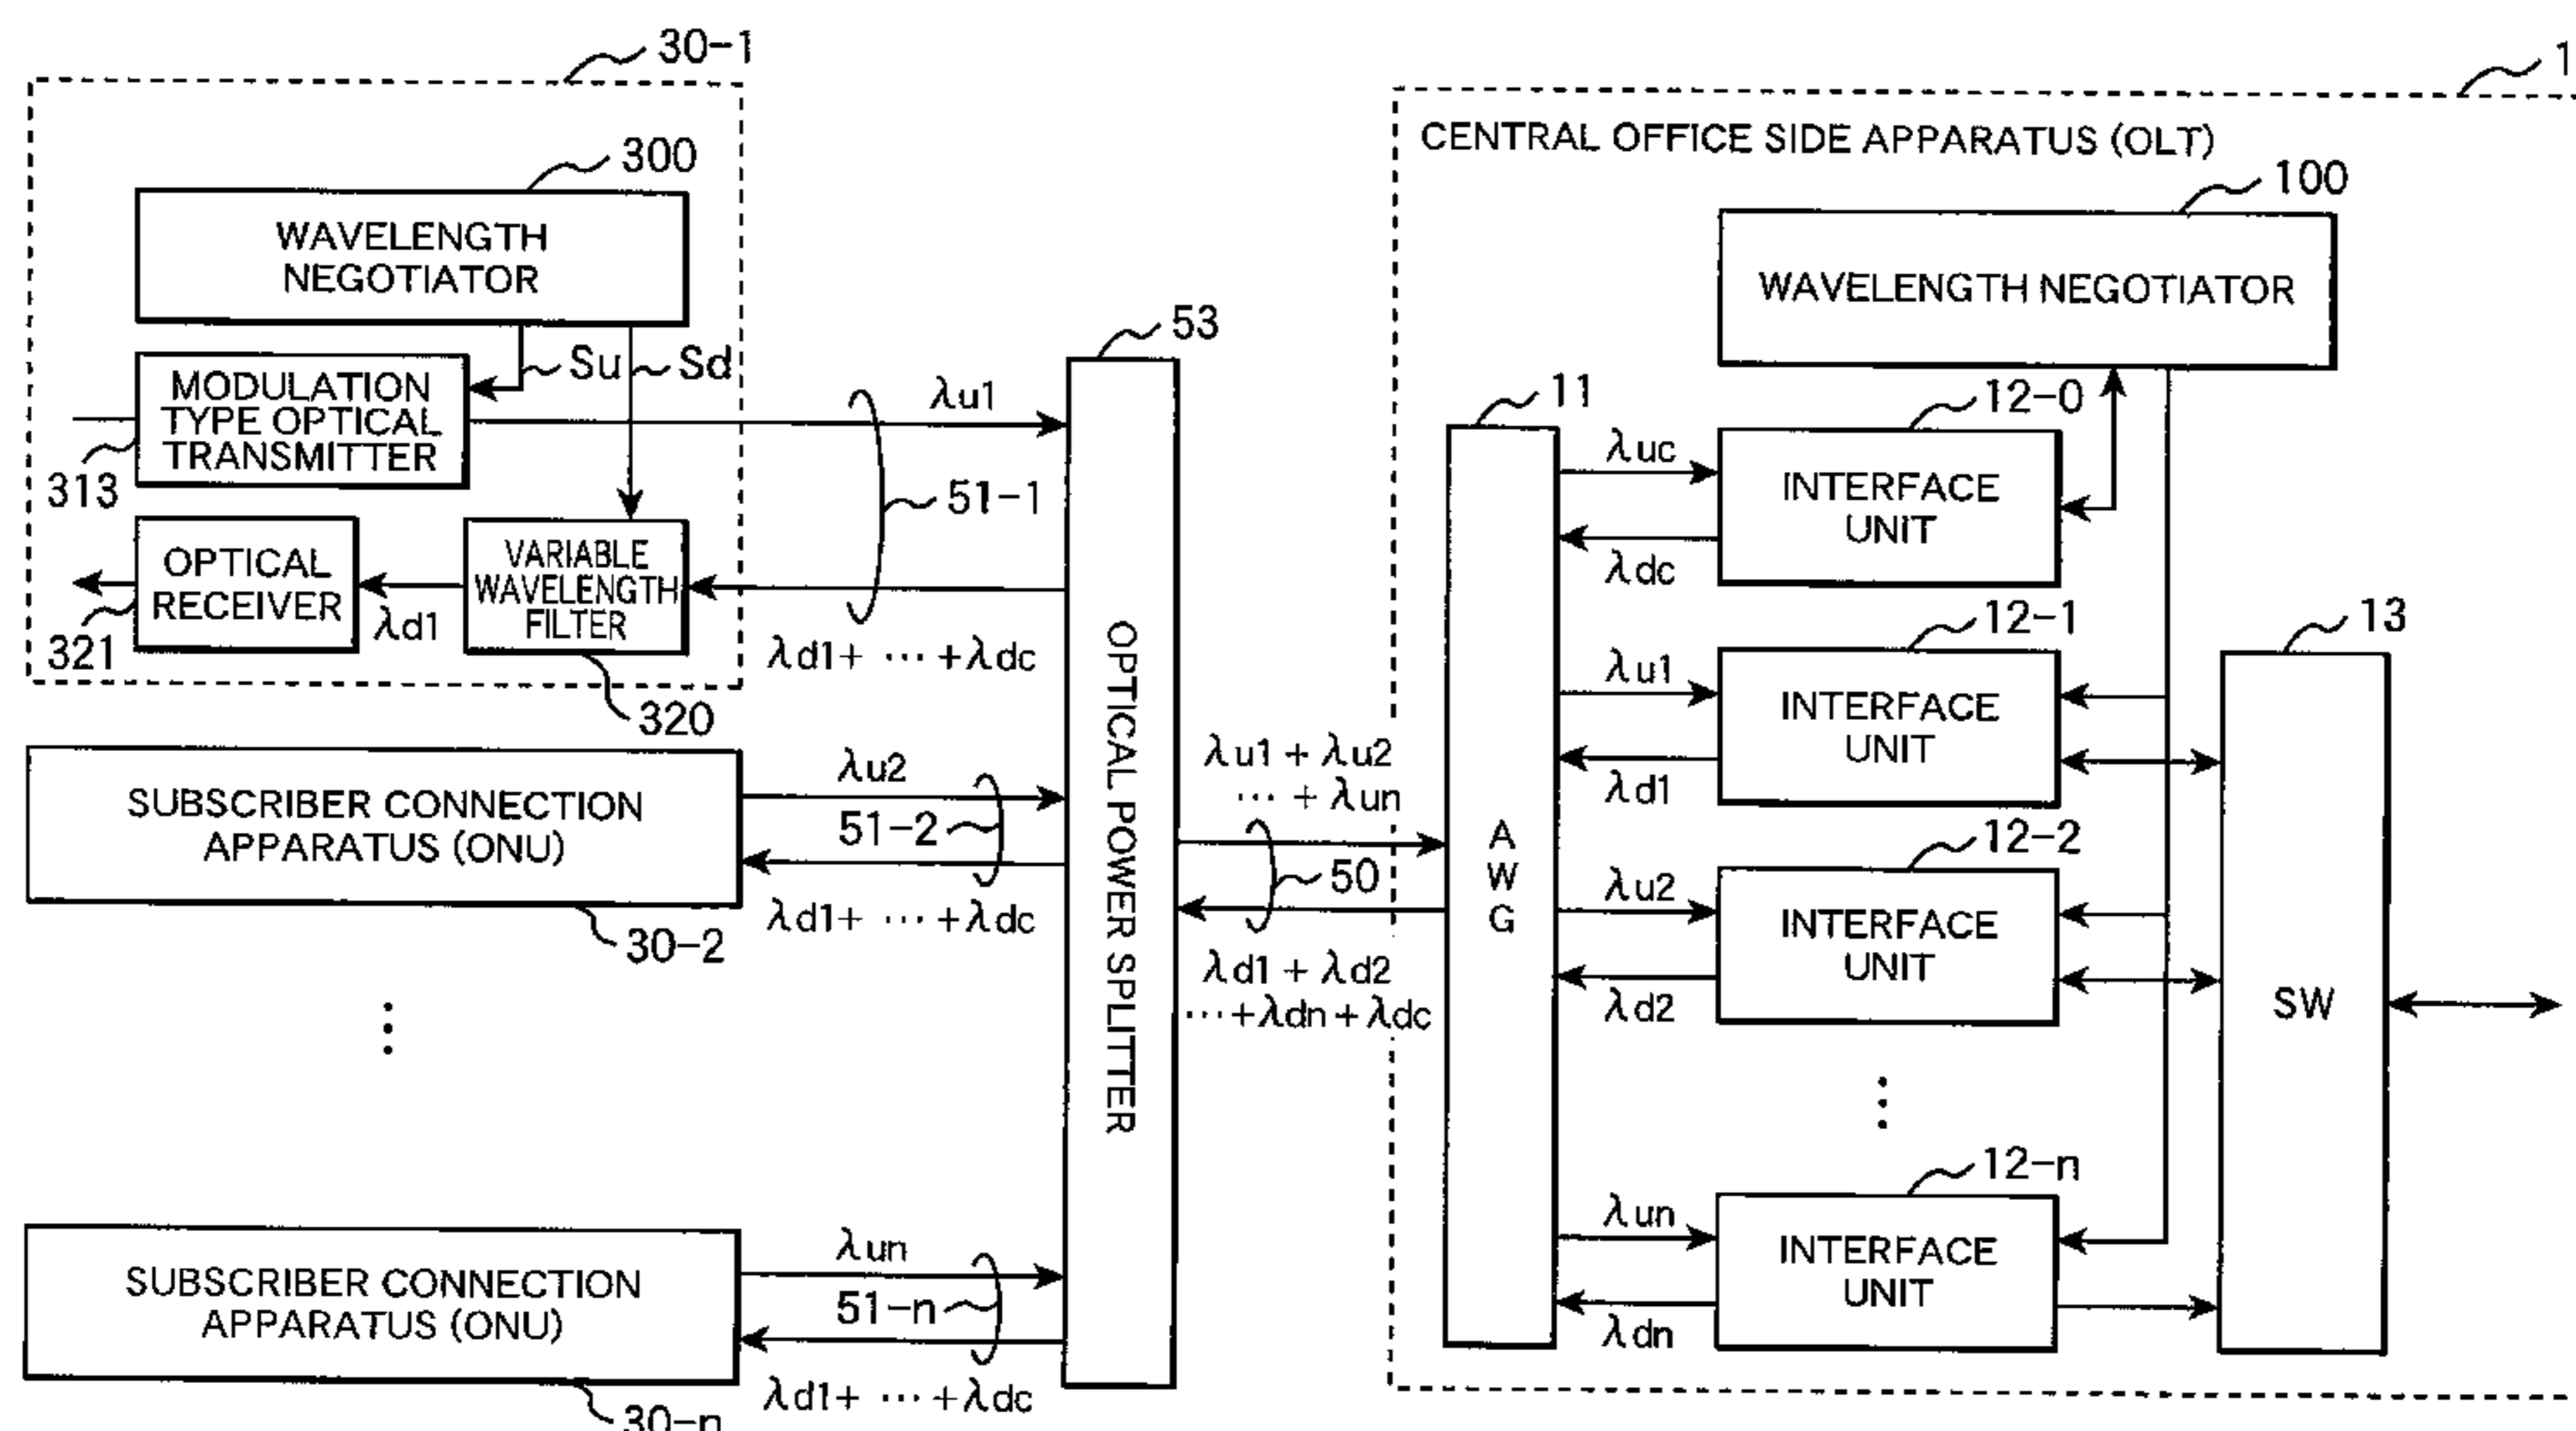 30-1
300
WAVELENGTH
NEGOTIATOR
Su
Sd
MODULATION
TYPE OPTICAL
TRANSMITTER
313
λu1
51-1
OPTICAL
RECEIVER
321
λd1
VARIABLE
WAVELENGTH
FILTER
320
λd1+ ··· +λdc
SUBSCRIBER CONNECTION
APPARATUS (ONU)
30-2
λu2
51-2
λd1+ ··· +λdc
SUBSCRIBER CONNECTION
APPARATUS (ONU)
30-n
λun
51-n
λd1+ ··· +λdc
53
OPTICAL POWER SPLITTER
λu1 + λu2
··· + λun
50
λd1 + λd2
···+λdn+λdc
1
CENTRAL OFFICE SIDE APPARATUS (OLT)
100
WAVELENGTH NEGOTIATOR
11
AWG
12-0
λuc
INTERFACE
UNIT
λdc
12-1
λu1
INTERFACE
UNIT
λd1
12-2
λu2
INTERFACE
UNIT
λd2
12-n
λun
INTERFACE
UNIT
λdn
13
SW